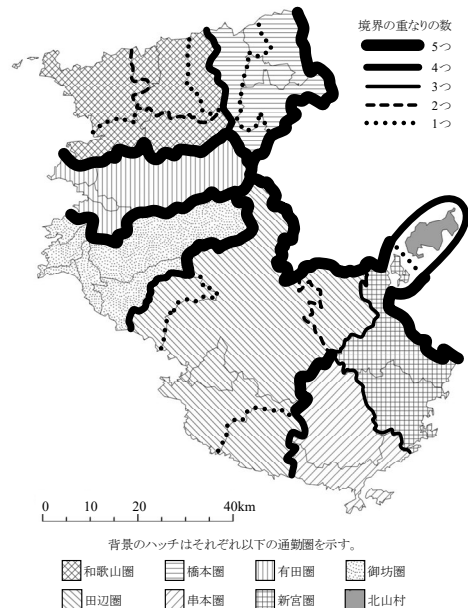 境界の重なりの数
5つ
4つ
3つ
2つ
1つ
0 10 20 40km
背景のハッチはそれぞれ以下の通勤圏を示す。
和歌山圏 橋本圏 有田圏 御坊圏
田辺圏 串本圏 新宮圏 北山村